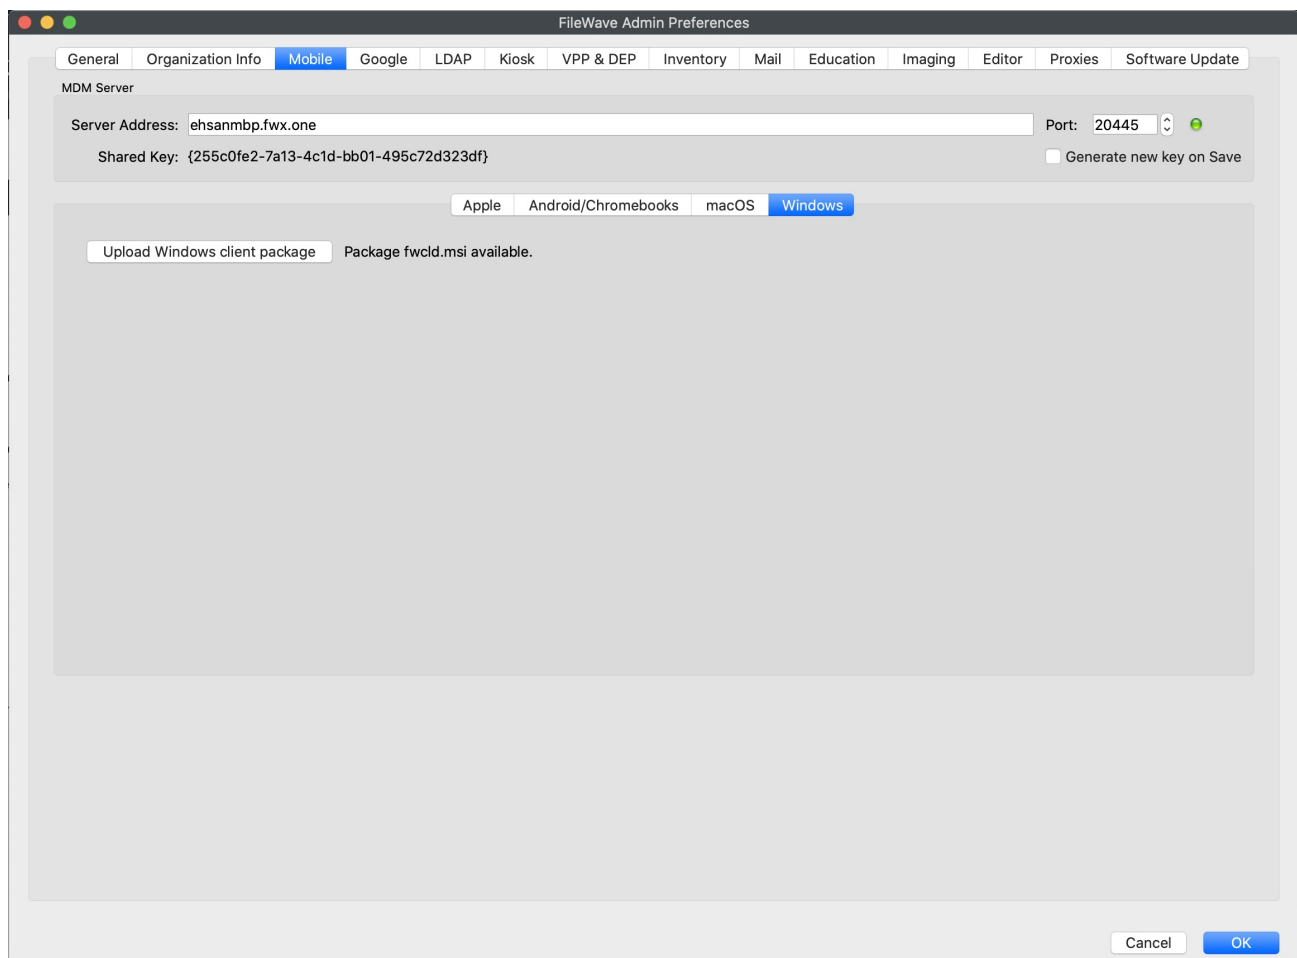 FileWave Admin Preferences
General Organization Info Mobile Google LDAP Kiosk VPP & DEP Inventory Mail Education Imaging Editor Proxies Software Update
MDM Server
Server Address: ehsanmbp.fwx.one Port: 20445
Shared Key: {255c0fe2-7a13-4c1d-bb01-495c72d323df} Generate new key on Save
Apple Android/Chromebooks macOS Windows
Upload Windows client package Package fwcld.msi available.
Cancel OK